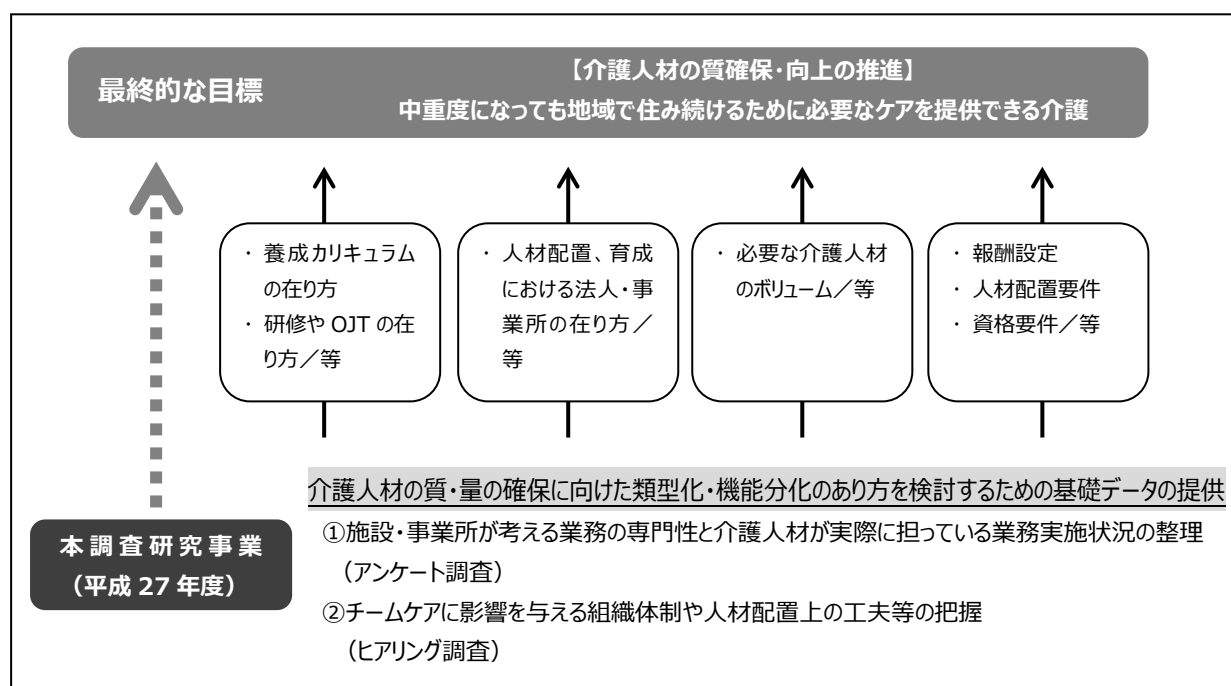 最終的な目標
【介護人材の質確保・向上の推進】
中重度になっても地域で住み続けるために必要なケアを提供できる介護
・ 養成カリキュラム
の在り方
・ 研修や OJT の在
り方／等
・ 人材配置、育成
における法人・事
業所の在り方／
等
・ 必要な介護人材
のボリューム／等
・ 報酬設定
・ 人材配置要件
・ 資格要件／等
介護人材の質・量の確保に向けた類型化・機能分化のあり方を検討するための基礎データの提供
本調査研究事業
（平成 27 年度）
①施設・事業所が考える業務の専門性と介護人材が実際に担っている業務実施状況の整理
（アンケート調査）
②チームケアに影響を与える組織体制や人材配置上の工夫等の把握
（ヒアリング調査）